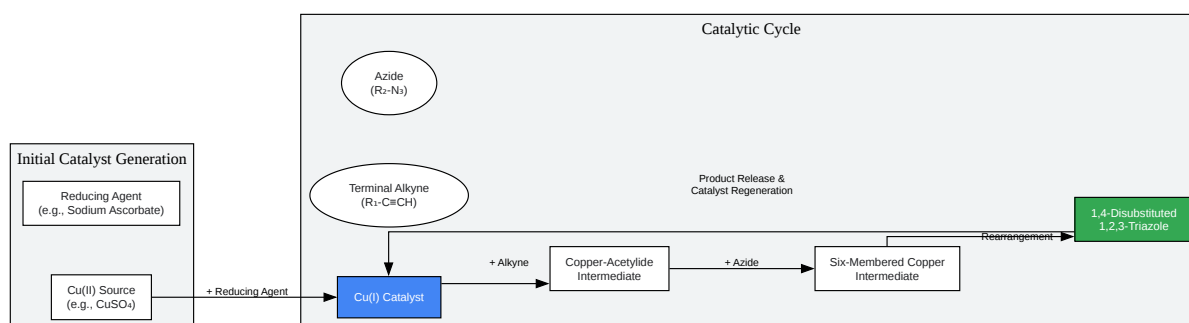 Catalytic Cycle
Azide
(R₂-N₃)
Initial Catalyst Generation
Reducing Agent
(e.g., Sodium Ascorbate)
Terminal Alkyne
(R₁-C≡CH)
Product Release &
Catalyst Regeneration
1,4-Disubstituted
1,2,3-Triazole
Rearrangement
Cu(II) Source
(e.g., CuSO₄)
+ Reducing Agent
Cu(I) Catalyst
+ Alkyne
Copper-Acetylide
Intermediate
+ Azide
Six-Membered Copper
Intermediate